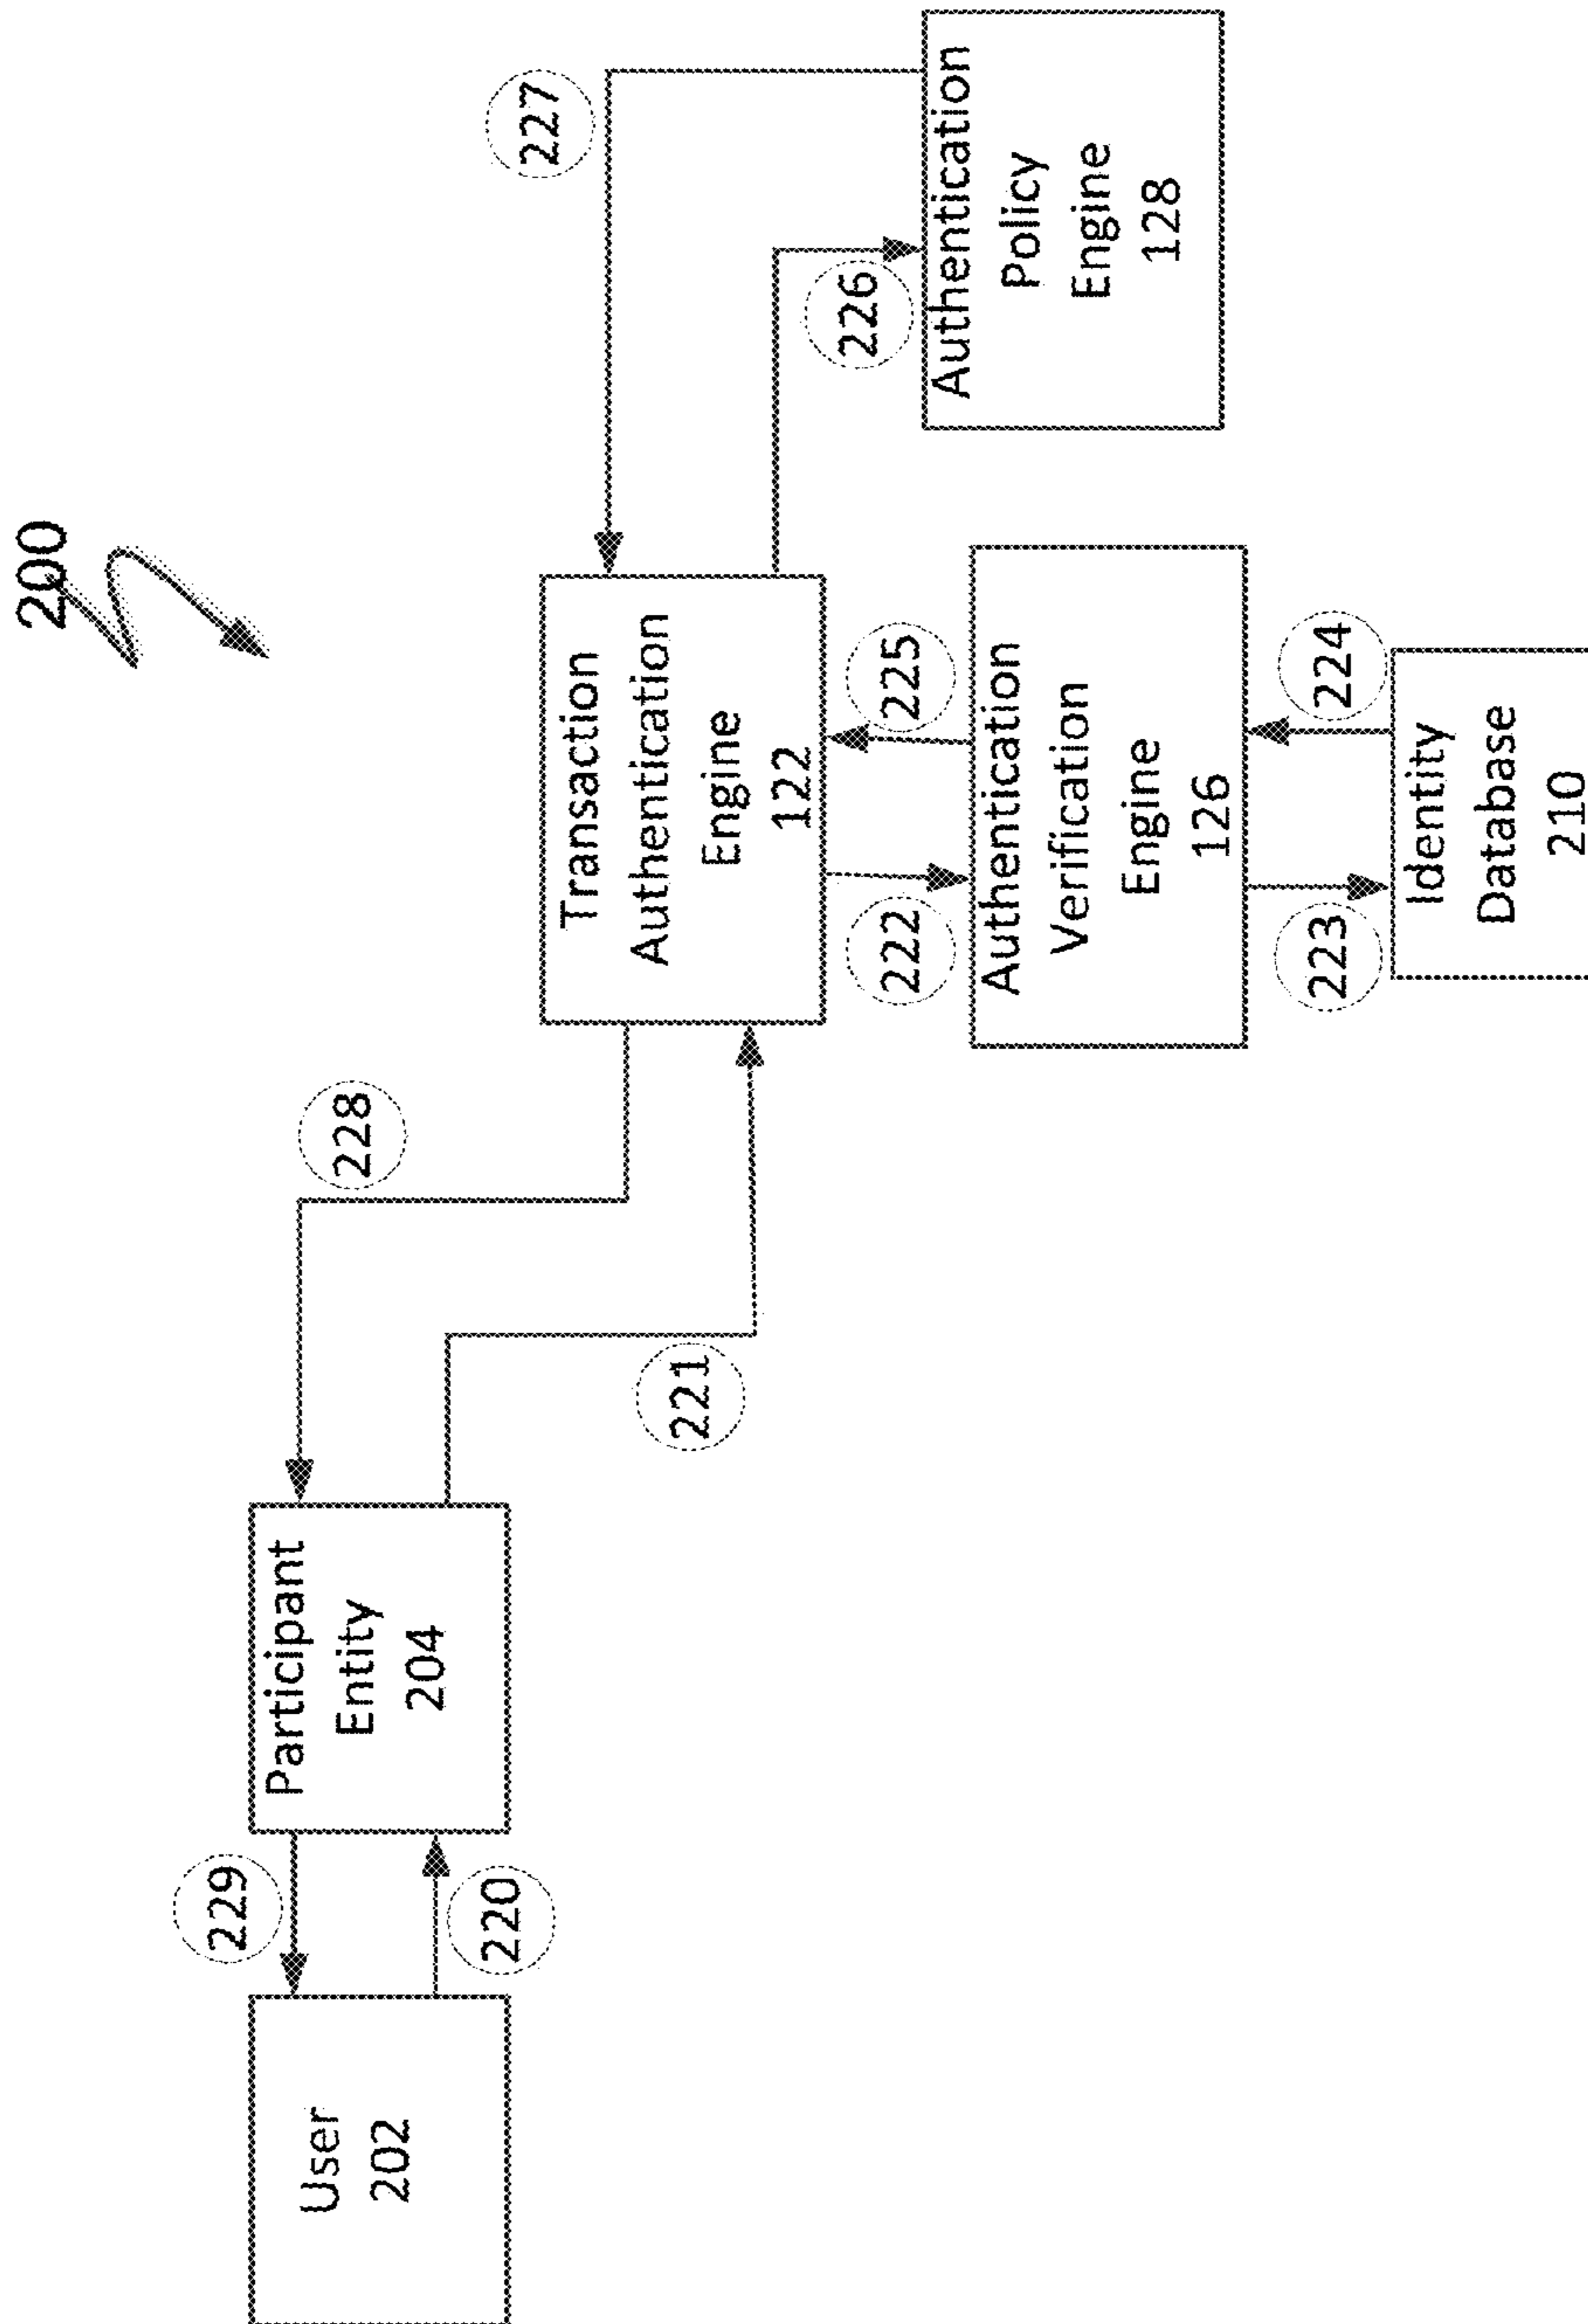 200
229
User
202
220
Participant
Entity
204
228
221
Transaction
Authentication
Engine
122
227
226
Authentication
Policy
Engine
128
222
225
Authentication
Verification
Engine
126
223
224
Identity
Database
210